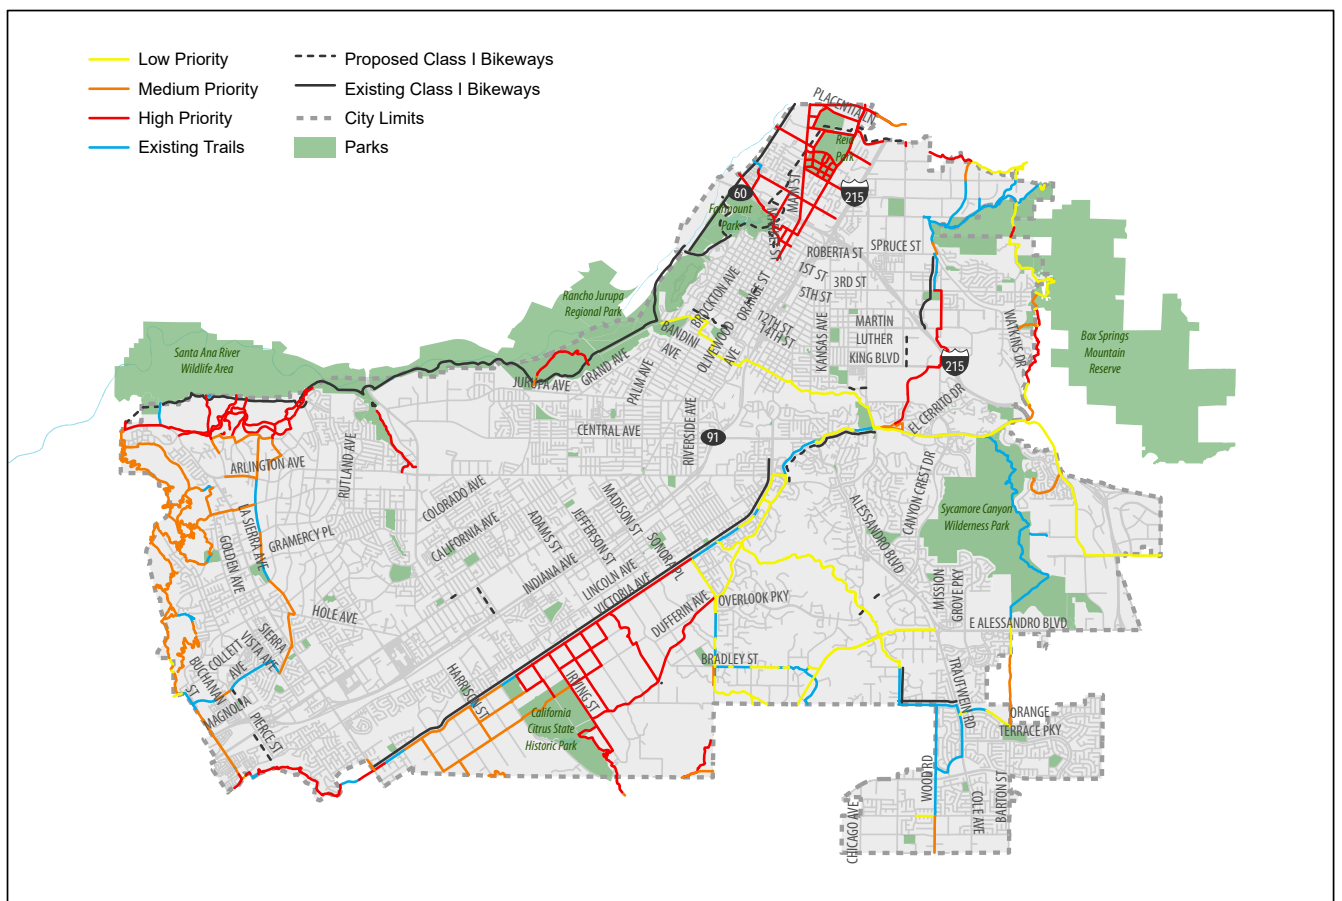 Low Priority
Medium Priority
High Priority
Existing Trails
Proposed Class I Bikeways
Existing Class I Bikeways
City Limits
Parks
PLACENTIA LN
Reid
Park
MAIN ST
215
60
Fairmount
Park
MARKET ST
ROBERTA ST
SPRUCE ST
1ST ST
3RD ST
5TH ST
BROCKTON AVE
ORANGE ST
12TH ST
14TH ST
Rancho Jurupa
Regional Park
BANDINI
AVE
OLIVEWOOD
AVE
KANSAS AVE
MARTIN
LUTHER
KING BLVD
WATKINS DR
Box Springs
Mountain
Reserve
Santa Ana River
Wildlife Area
JURUPA AVE
GRAND AVE
PALM AVE
215
EL CERRITO DR
RIVERSIDE AVE
CENTRAL AVE
91
ARLINGTON AVE
RUTLAND AVE
COLORADO AVE
CALIFORNIA AVE
MADISON ST
JEFFERSON ST
ADAMS ST
INDIANA AVE
LINCOLN AVE
VICTORIA AVE
SONORA PL
ALESSANDRO BLVD
CANYON CREST DR
Sycamore Canyon
Wilderness Park
LA SIERRA AVE
GRAMERCY PL
GOLDEN AVE
HOLE AVE
DUFFERIN AVE
OVERLOOK PKY
MISSION
GROVE PKY
E ALESSANDRO BLVD
SIERRA
VISTA AVE
COLLETT
AVE
BUCHANAN
ST
MAGNOLIA
PIERCE ST
HARRISON ST
IRVING ST
BRADLEY ST
California
Citrus State
Historic Park
TRAUTWEIN RD
ORANGE
TERRACE PKY
WOOD RD
CHICAGO AVE
COLE AVE
BARTON ST